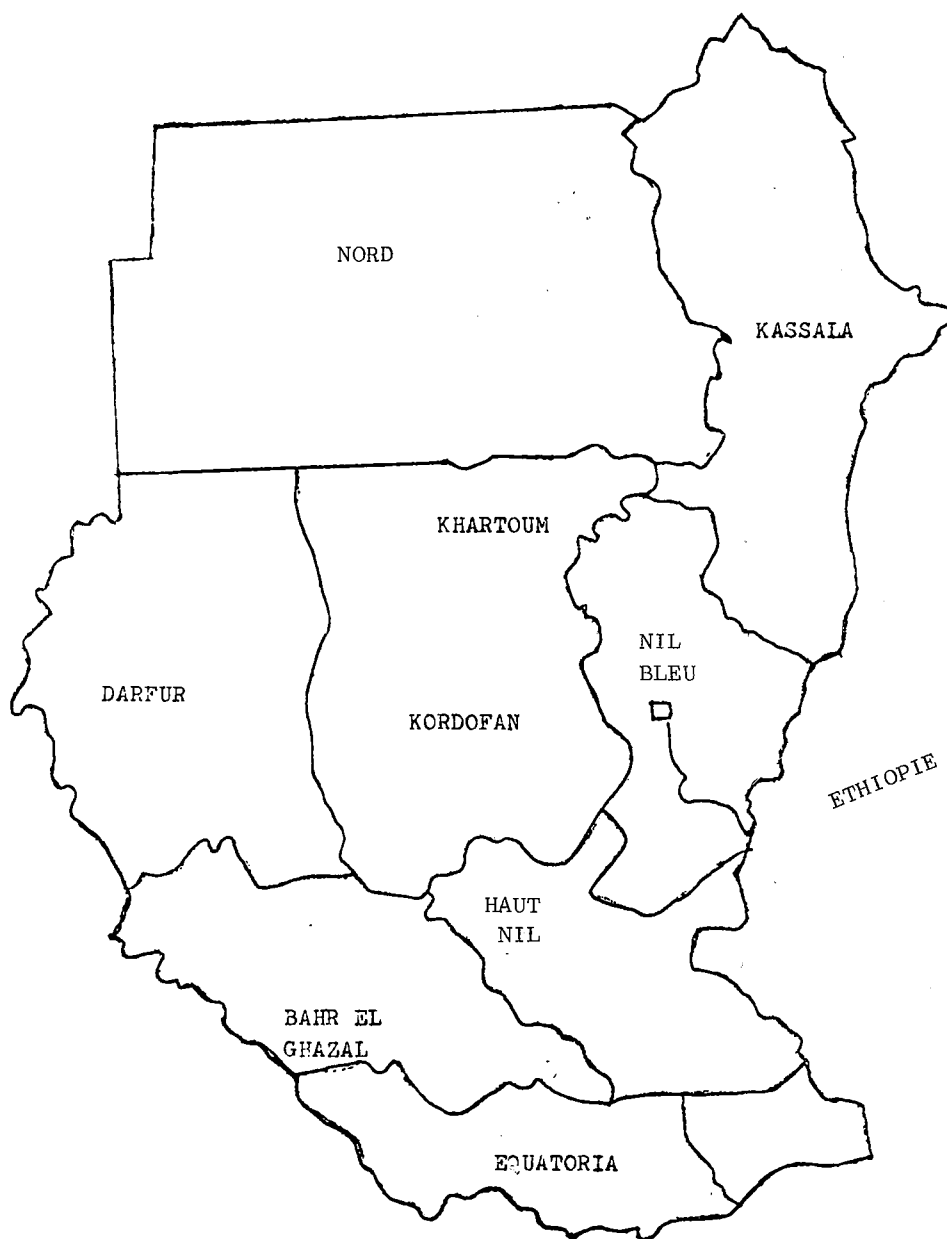 NORD
KASSALA
KHARTOUM
NIL
BLEU
DARFUR
KORDOFAN
ETHIOPIE
HAUT
NIL
BAHR EL
GHAZAL
EQUATORIA